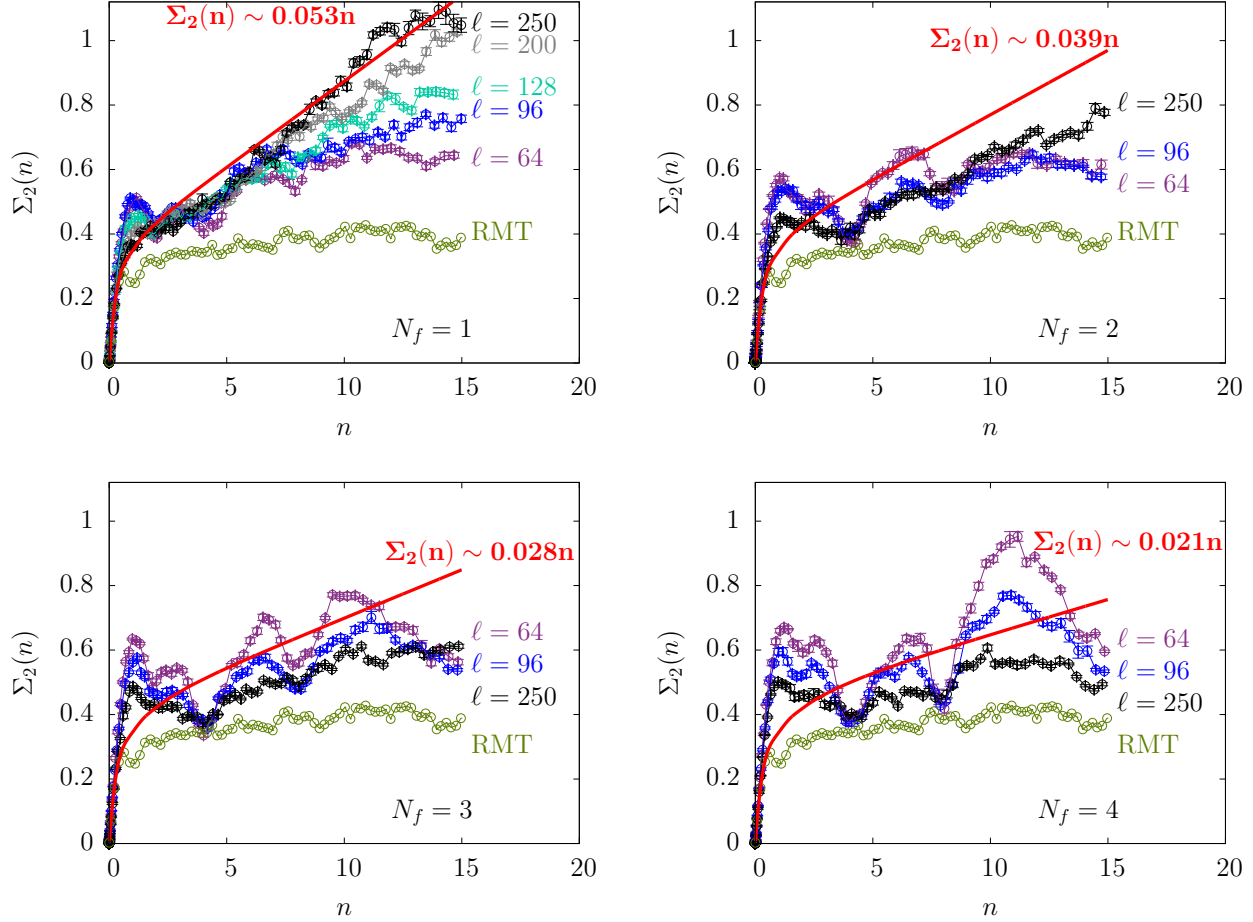 Σ₂(n) ∼ 0.053n
ℓ = 250
ℓ = 200
ℓ = 128
ℓ = 96
ℓ = 64
RMT
N_f = 1
Σ₂(n)
1
0.8
0.6
0.4
0.2
0
0 5 10 15 20
n
Σ₂(n) ∼ 0.039n
ℓ = 250
ℓ = 96
ℓ = 64
RMT
N_f = 2
Σ₂(n)
1
0.8
0.6
0.4
0.2
0
0 5 10 15 20
n
Σ₂(n) ∼ 0.028n
ℓ = 64
ℓ = 96
ℓ = 250
RMT
N_f = 3
Σ₂(n)
1
0.8
0.6
0.4
0.2
0
0 5 10 15 20
n
Σ₂(n) ∼ 0.021n
ℓ = 64
ℓ = 96
ℓ = 250
RMT
N_f = 4
Σ₂(n)
1
0.8
0.6
0.4
0.2
0
0 5 10 15 20
n